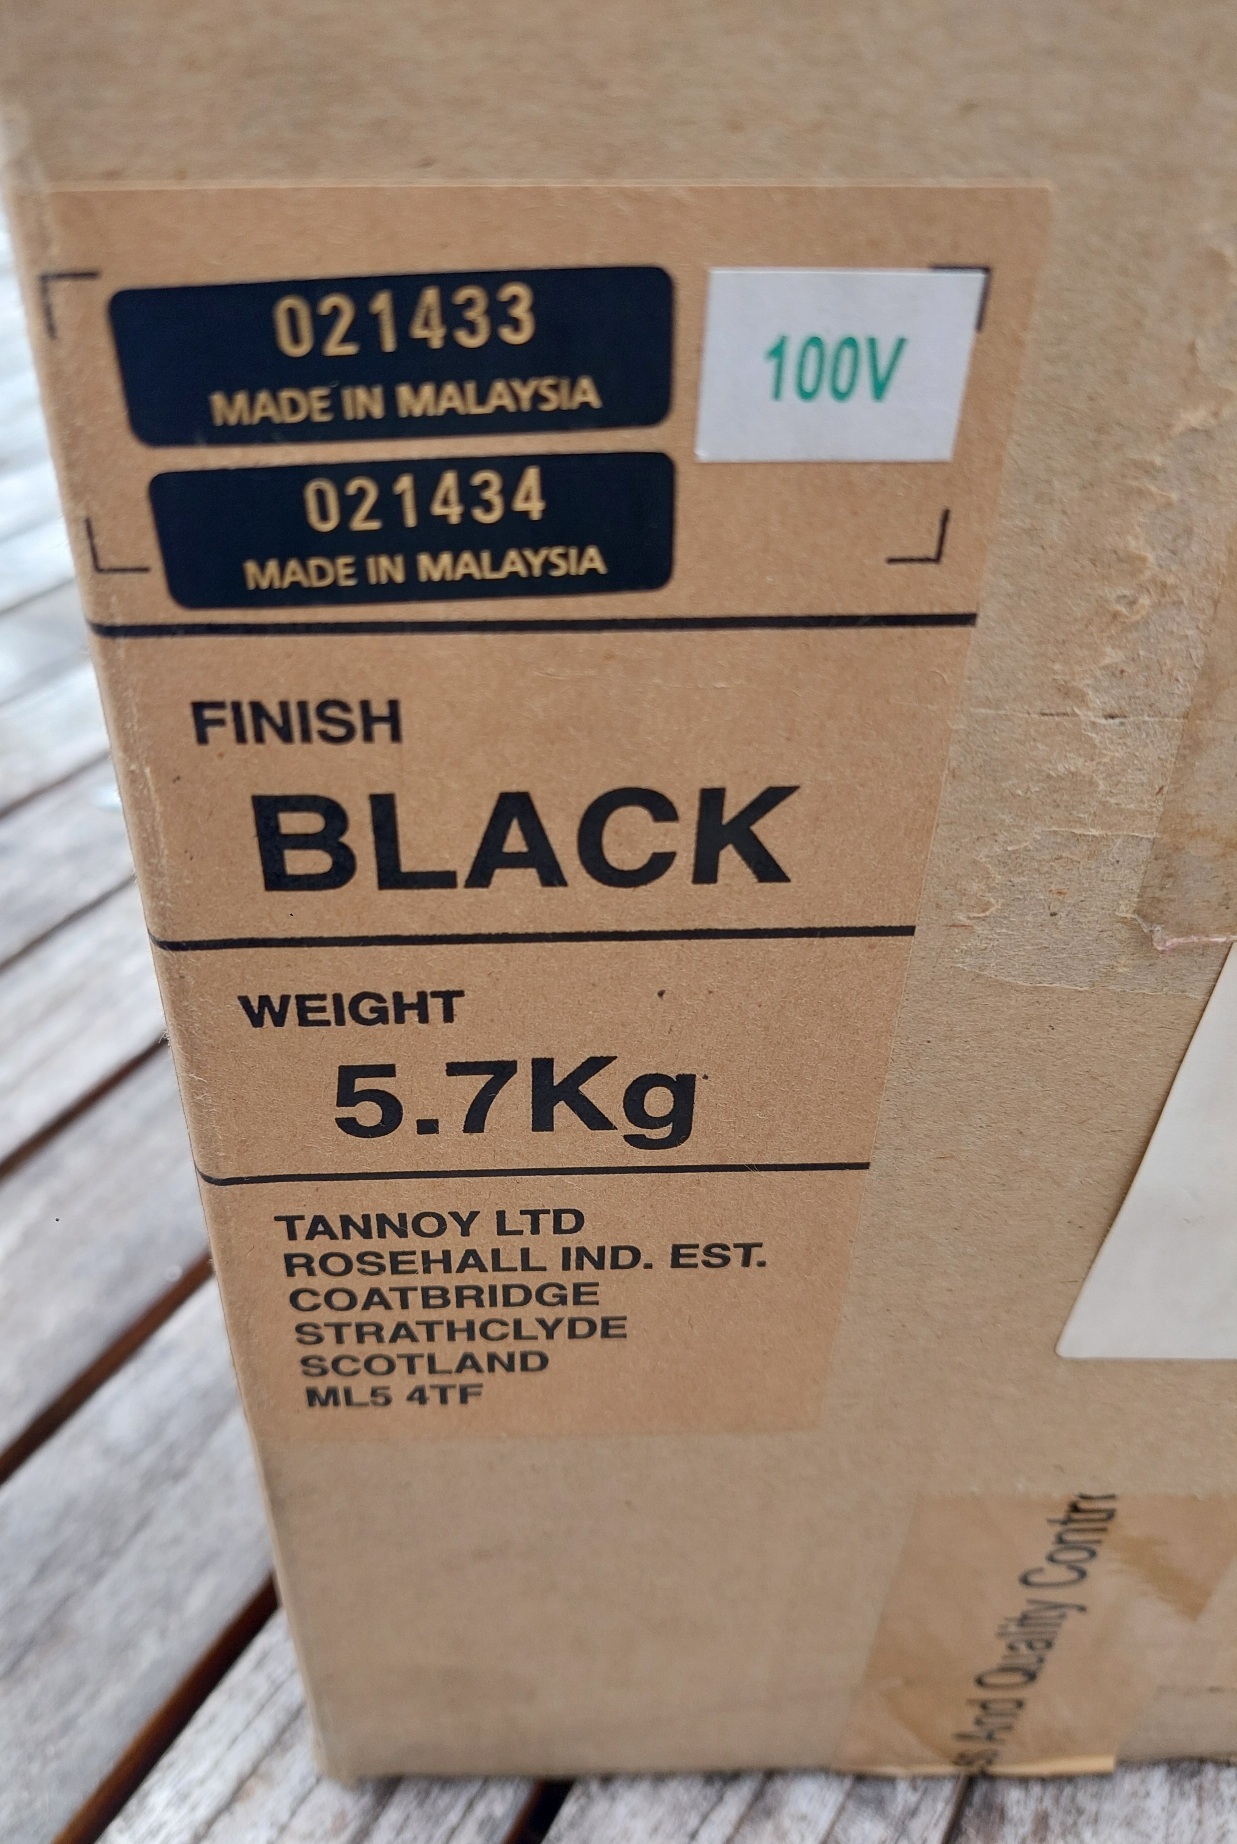 021433
MADE IN MALAYSIA
100V
021434
MADE IN MALAYSIA
FINISH
BLACK
WEIGHT
5.7Kg
TANNOY LTD
ROSEHALL IND. EST.
COATBRIDGE
STRATHCLYDE
SCOTLAND
ML5 4TF
And Quality